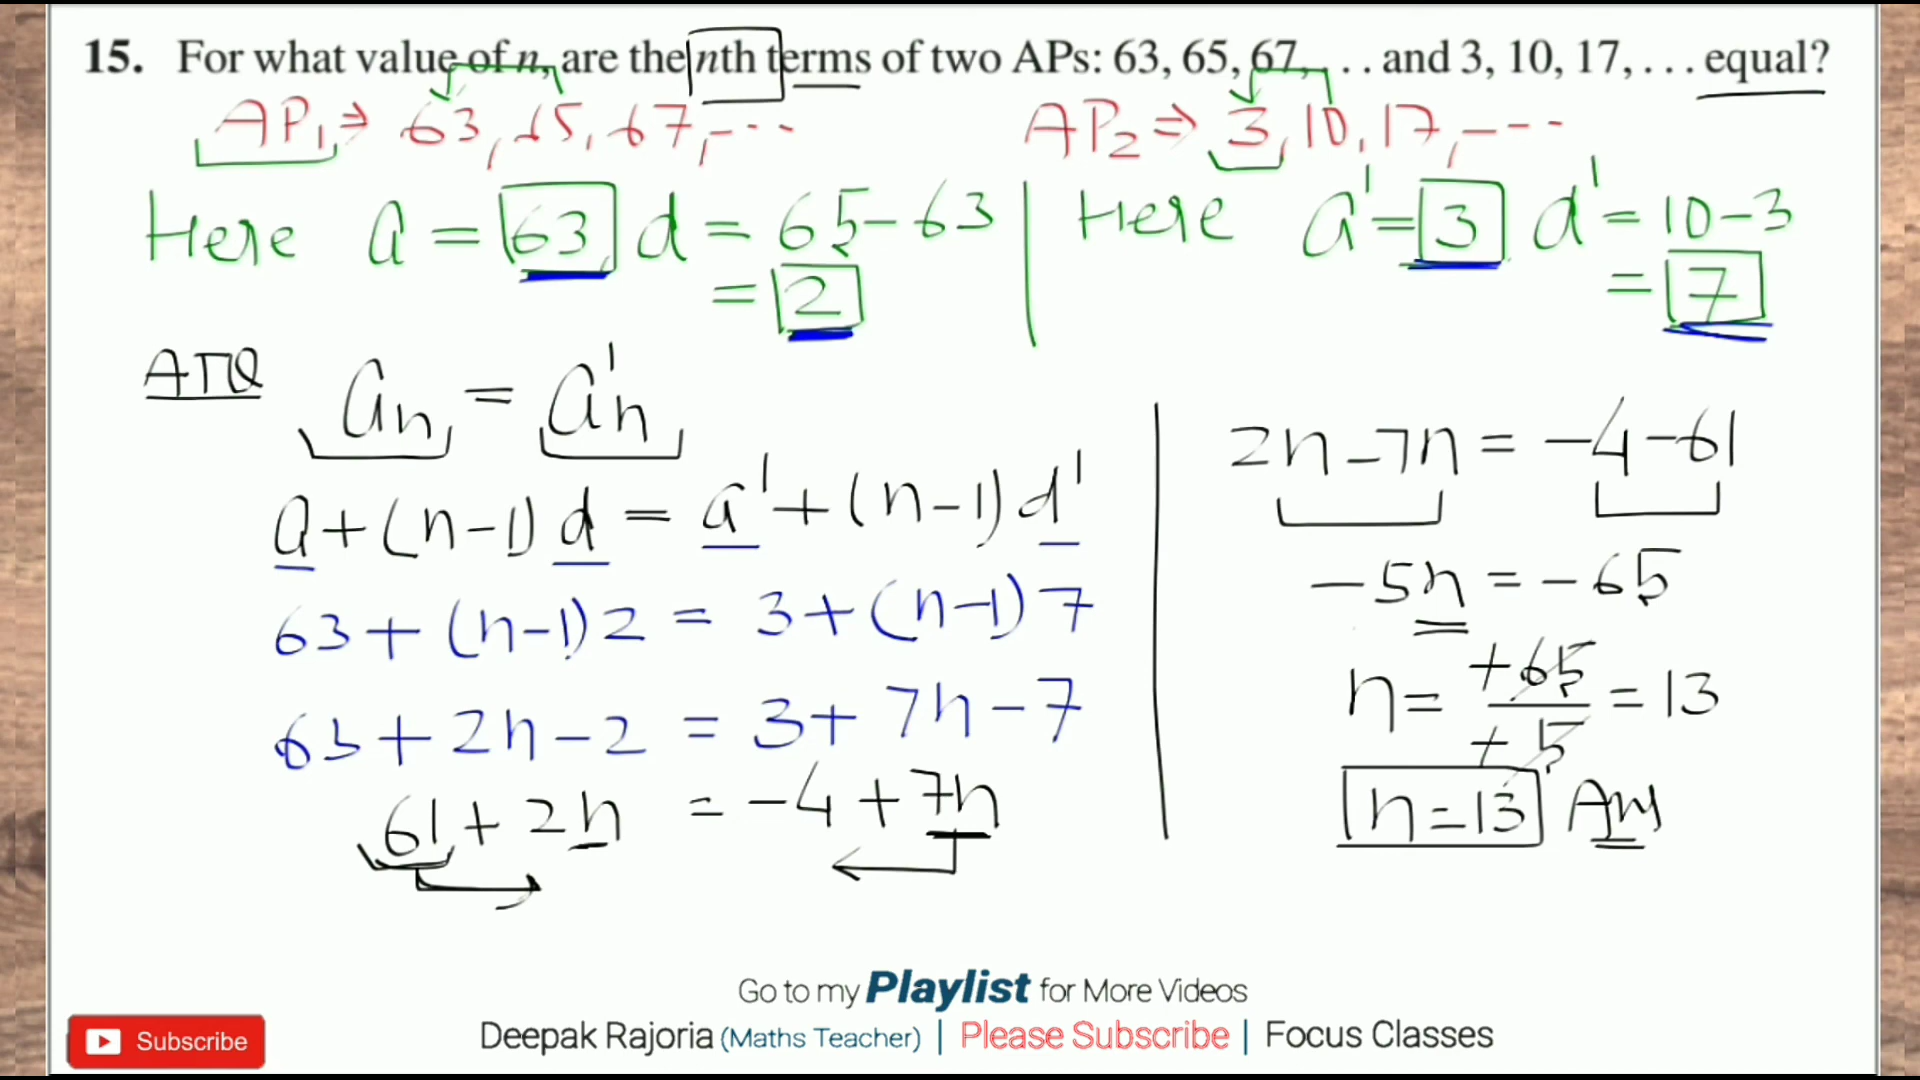 15. For what value of n, are the nth terms of two APs: 63, 65, 67, . . . and 3, 10, 17, . . . equal?
AP₁ ⇒ 63, 65, 67, ---
AP₂ ⇒ 3, 10, 17, ---
Here a = 63, d = 65-63
= 2
Here a' = 3 d' = 10-3
= 7
ATQ aₙ = a'ₙ
a+(n-1)d = a'+(n-1)d'
63+(n-1)2 = 3+(n-1)7
63+2n-2 = 3+7n-7
61+2n = -4+7n
2n-7n = -4-61
-5n = -65
n = +65/+5 = 13
n=13 Ans
Go to my Playlist for More Videos
Subscribe
Deepak Rajoria (Maths Teacher) | Please Subscribe | Focus Classes